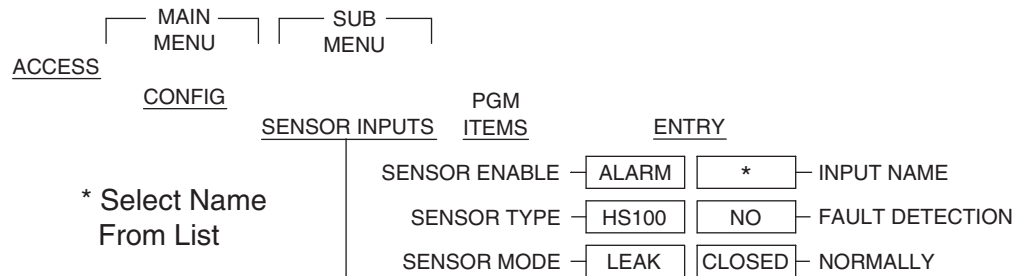 MAIN MENU
SUB MENU
ACCESS
CONFIG
SENSOR INPUTS
PGM ITEMS
ENTRY
SENSOR ENABLE ALARM * INPUT NAME
* Select Name
From List
SENSOR TYPE HS100 NO FAULT DETECTION
SENSOR MODE LEAK CLOSED NORMALLY